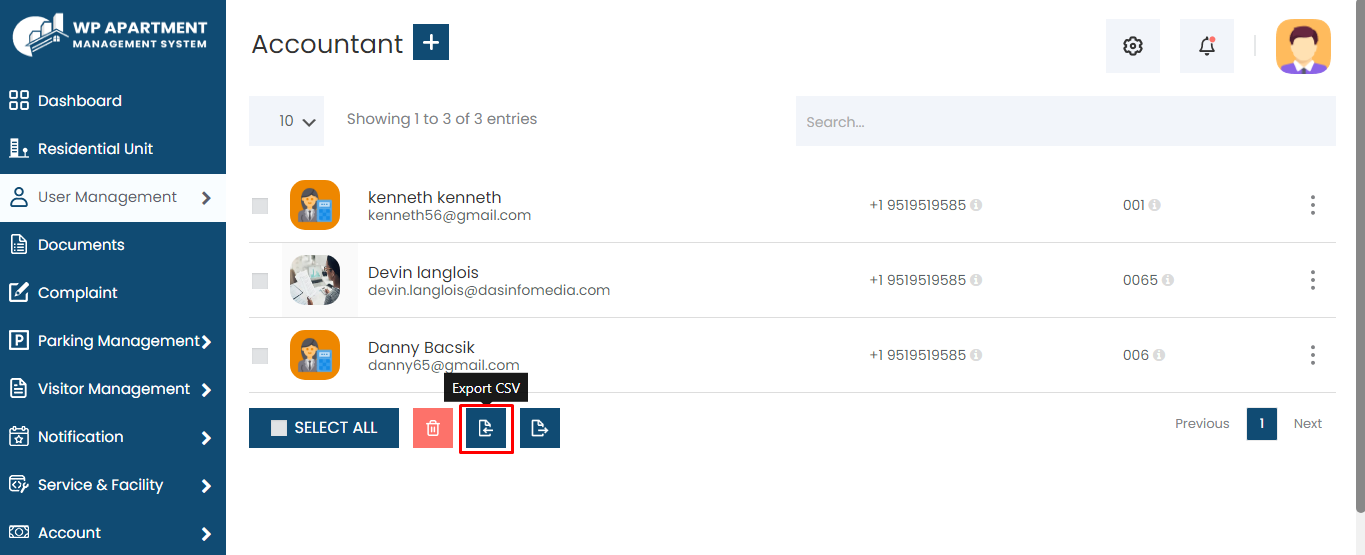 WP APARTMENT
MANAGEMENT SYSTEM
Dashboard
Residential Unit
User Management
Documents
Complaint
Parking Management
Visitor Management
Notification
Service & Facility
Account
Accountant
10
Showing 1 to 3 of 3 entries
Search...
kenneth kenneth
kenneth56@gmail.com
+1 9519519585
001
Devin langlois
devin.langlois@dasinfomedia.com
+1 9519519585
0065
Danny Bacsik
danny65@gmail.com
+1 9519519585
006
Export CSV
SELECT ALL
Previous
1
Next